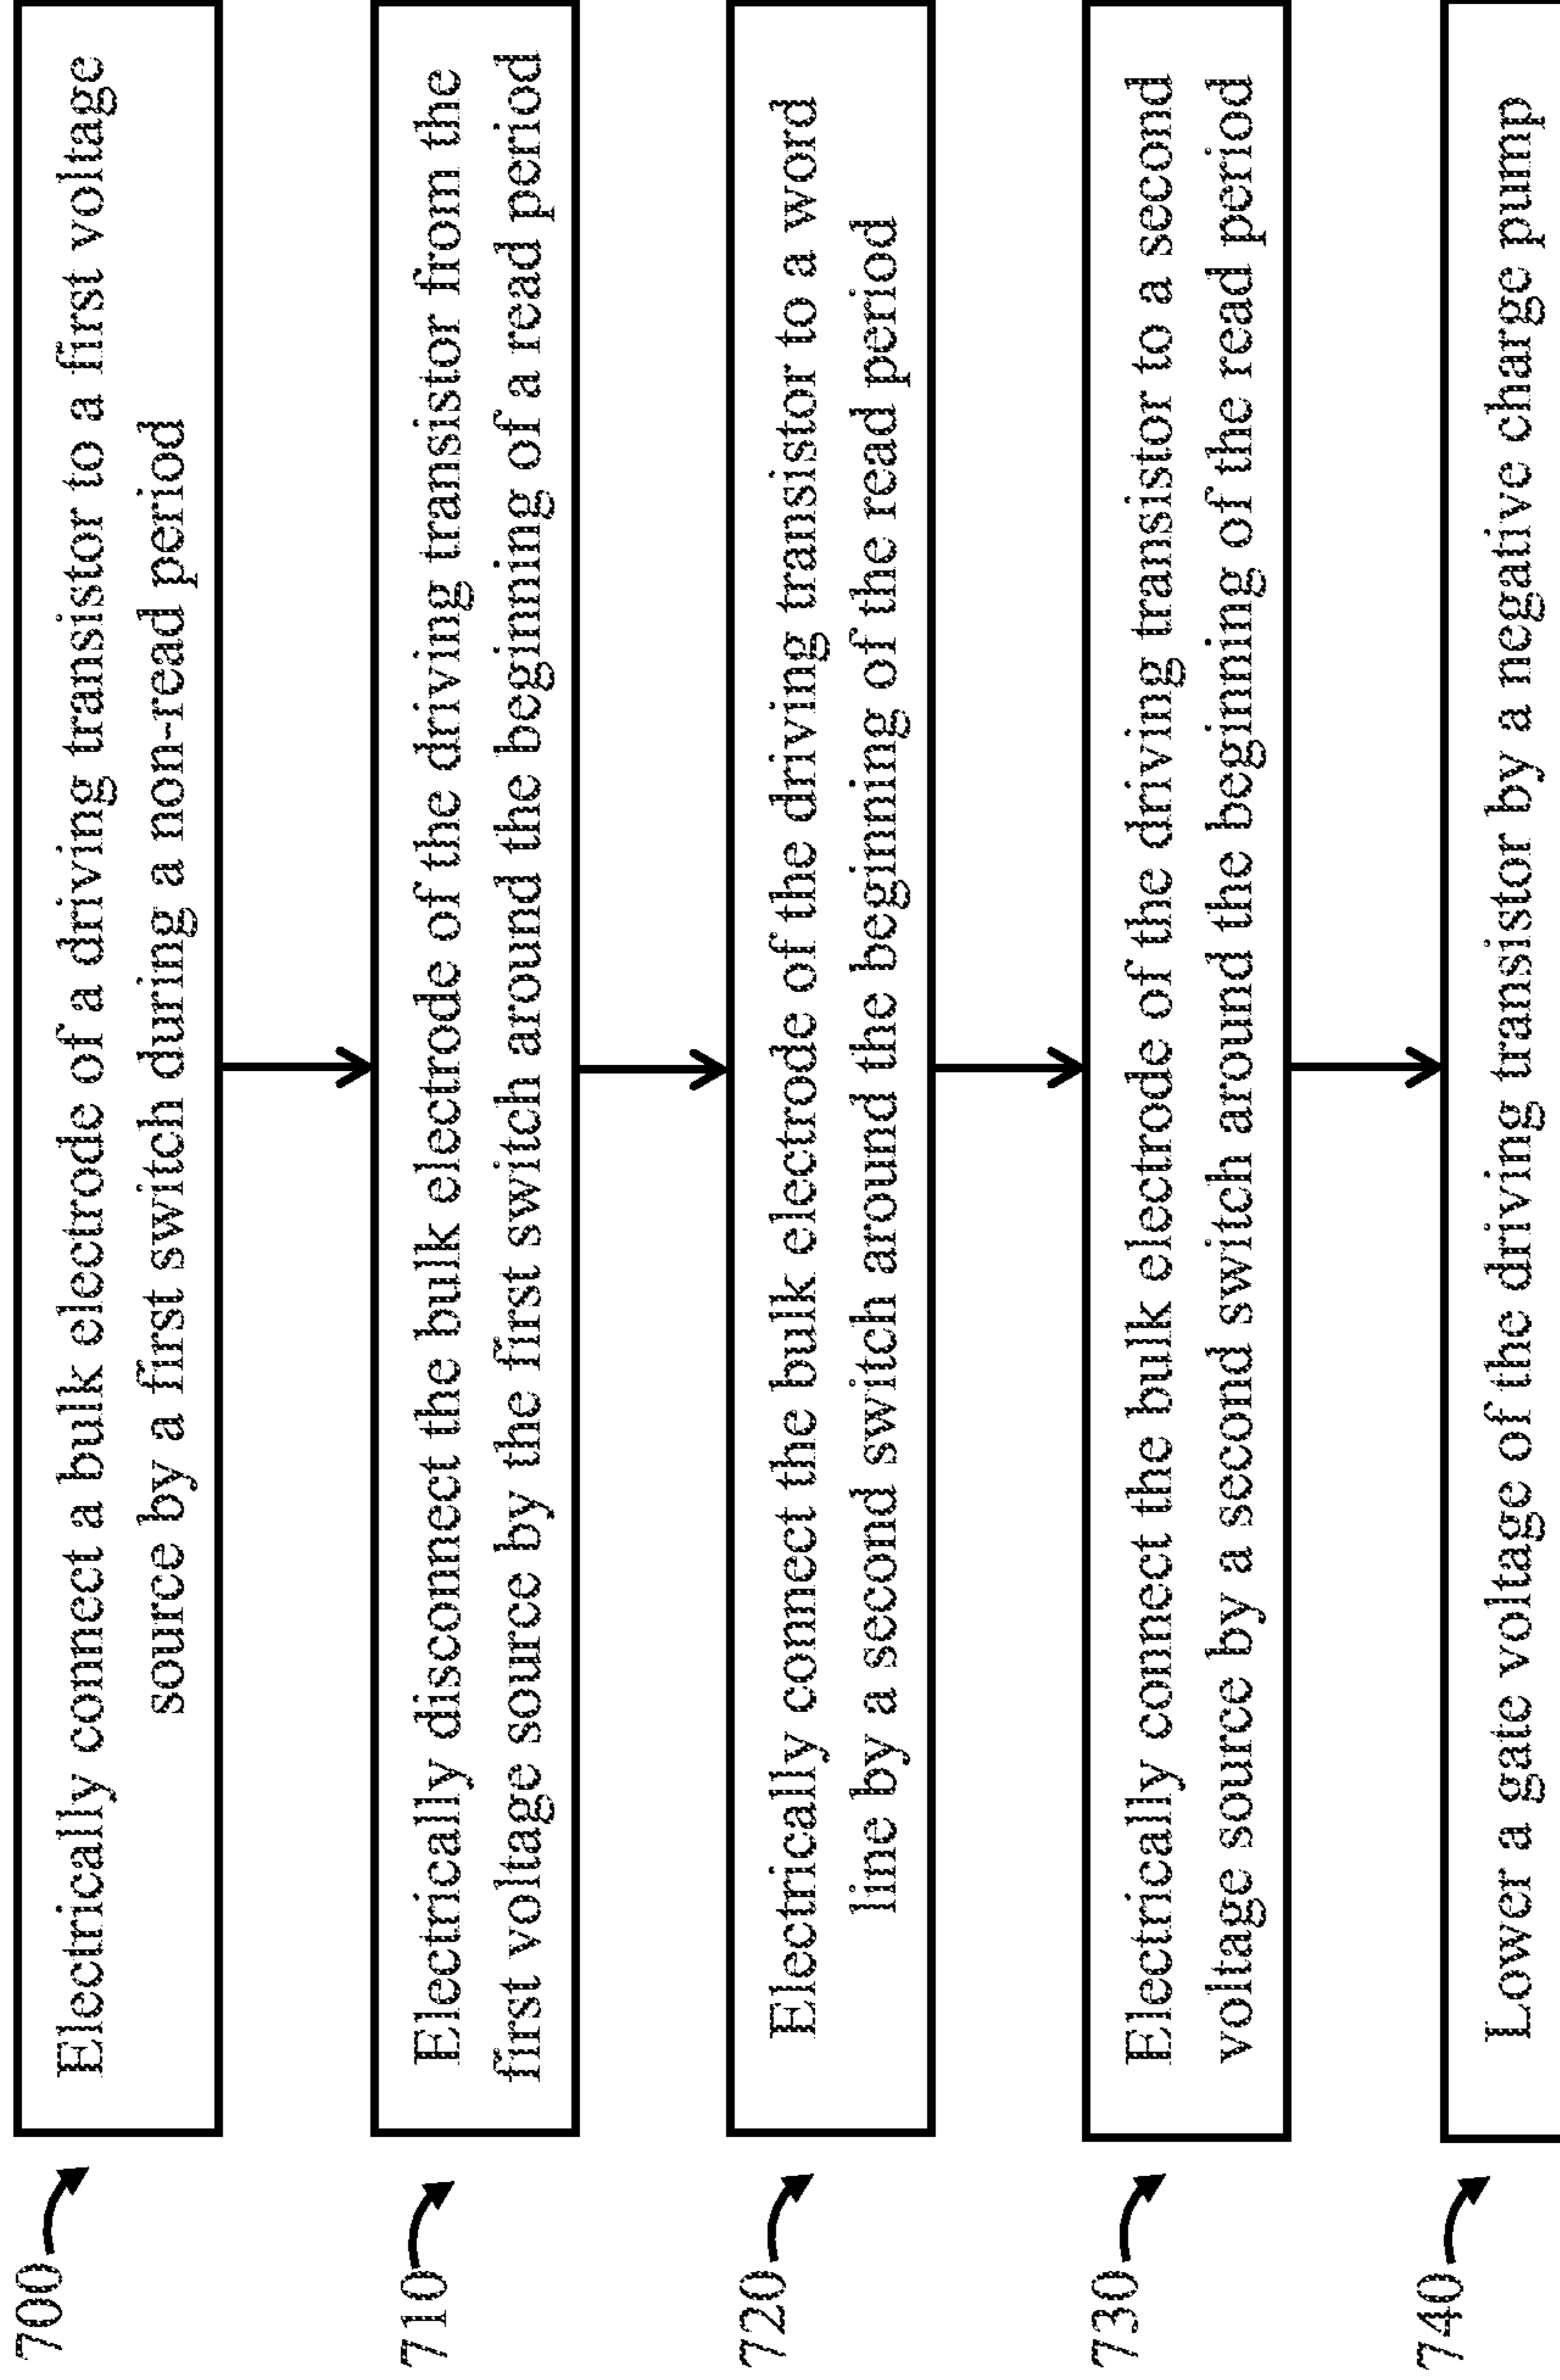 700
Electrically connect a bulk electrode of a driving transistor to a first voltage
source by a first switch during a non-read period
710
Electrically disconnect the bulk electrode of the driving transistor from the
first voltage source by the first switch around the beginning of a read period
720
Electrically connect the bulk electrode of the driving transistor to a word
line by a second switch around the beginning of the read period
730
Electrically connect the bulk electrode of the driving transistor to a second
voltage source by a second switch around the beginning of the read period
740
Lower a gate voltage of the driving transistor by a negative charge pump